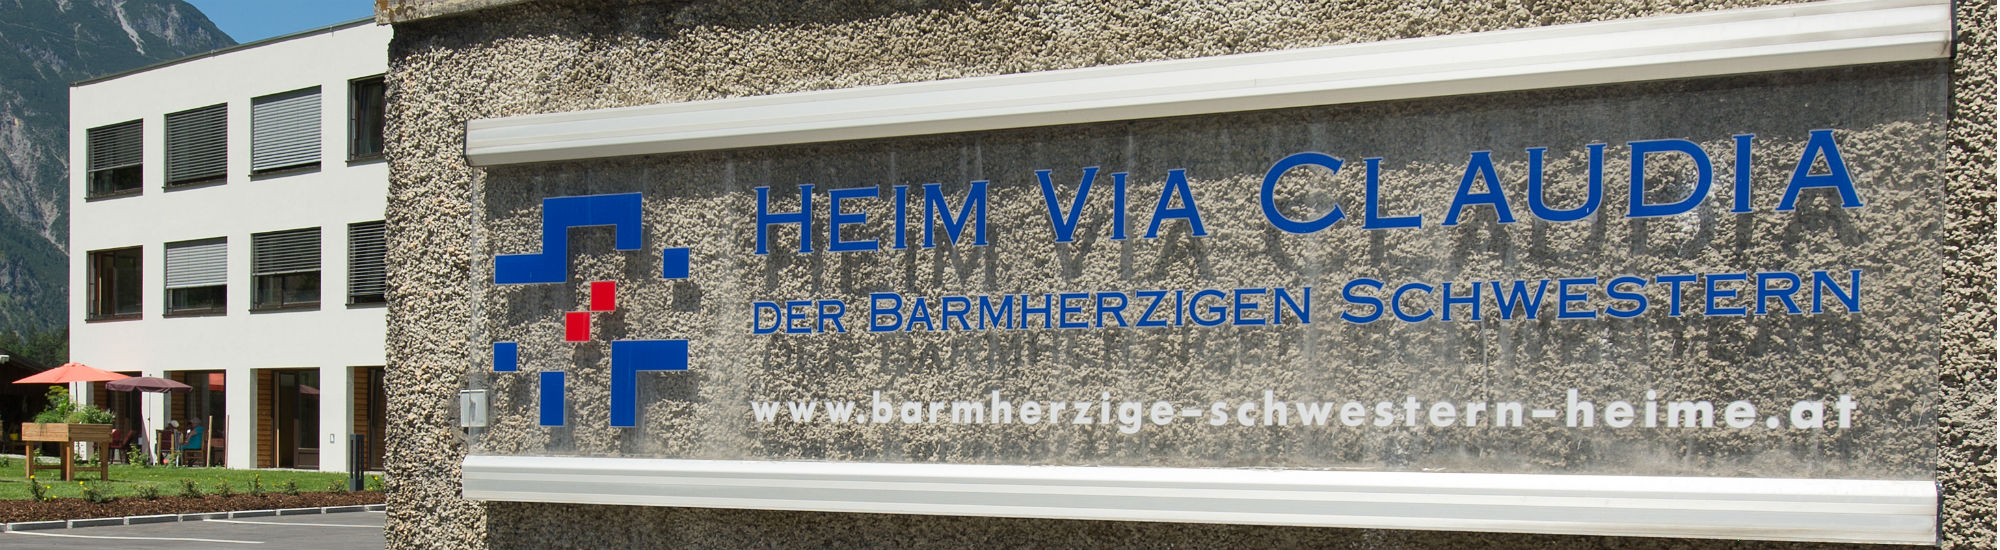 HEIM VIA CLAUDIA
DER BARMHERZIGEN SCHWESTERN
www.barmherzige-schwestern-heime.at